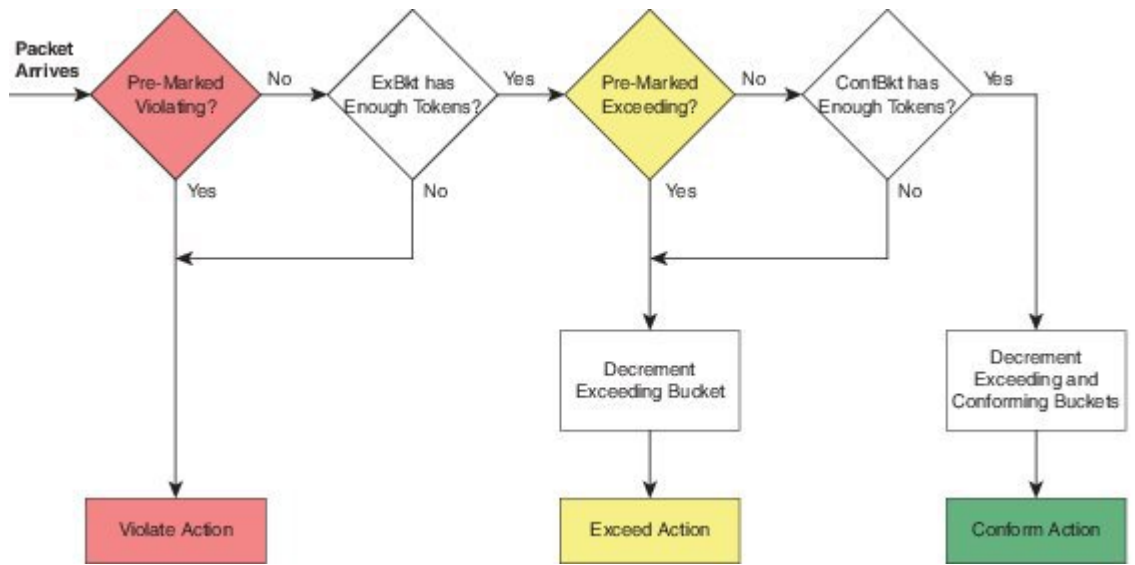 Packet
Arrives
Pre-Marked
Violating?
No
ExBkt has
Enough Tokens?
Yes
Pre-Marked
Exceeding?
No
ConfBkt has
Enough Tokens?
Yes
Yes
No
Yes
No
Decrement
Exceeding Bucket
Decrement
Exceeding and
Conforming Buckets
Violate Action
Exceed Action
Conform Action